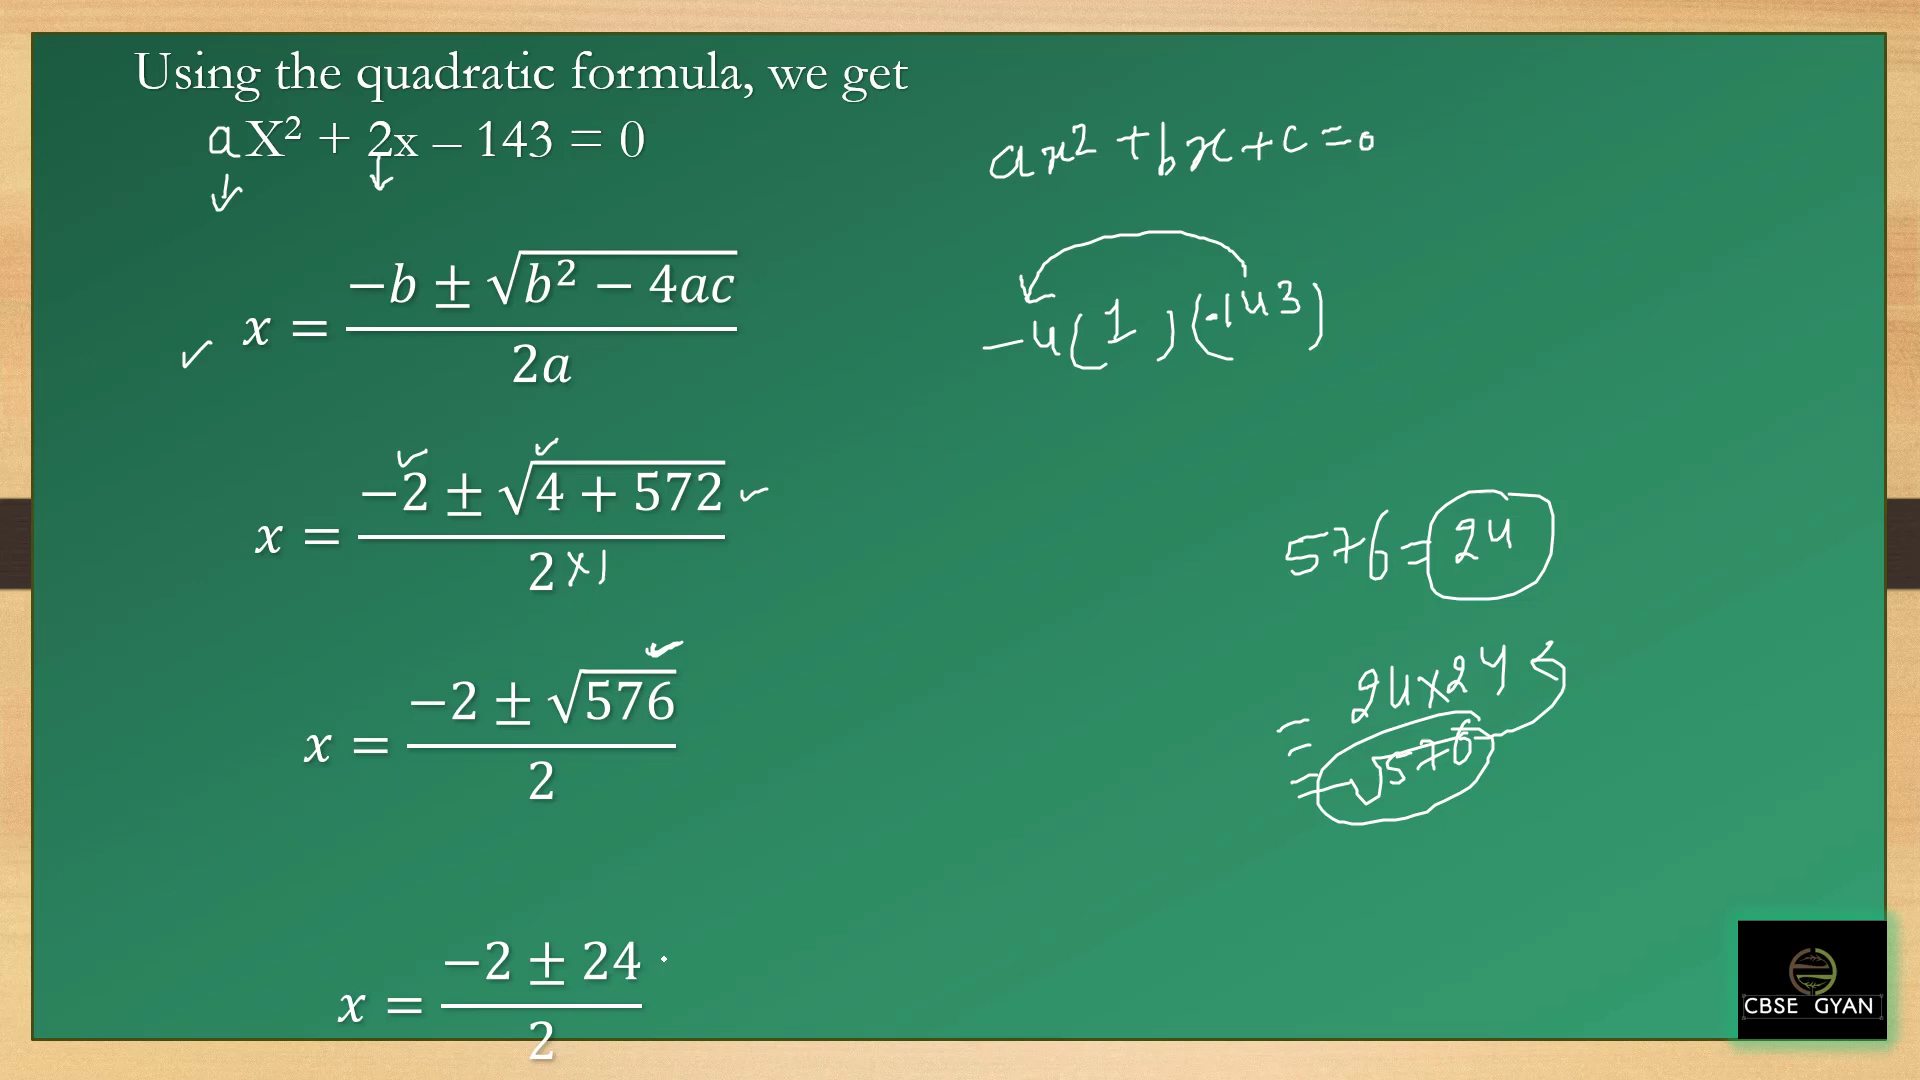 Using the quadratic formula, we get
a X² + 2x – 143 = 0
ax² + bx + c = 0
x = (−b ± √(b² − 4ac)) / 2a
−4(1)(-143)
x = (−2 ± √(4 + 572)) / 2 ×1
576 = 24
x = (−2 ± √576) / 2
= 24×24
= √576
x = (−2 ± 24) / 2
CBSE GYAN